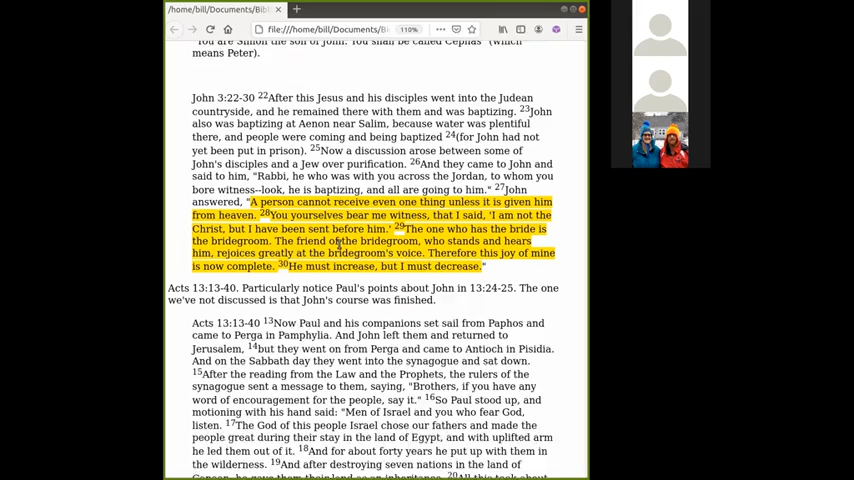 /home/bill/Documents/Bibl
file:///home/bill/Documents/Bibl
110%
means Peter).
John 3:22-30 22After this Jesus and his disciples went into the Judean
countryside, and he remained there with them and was baptizing. 23John
also was baptizing at Aenon near Salim, because water was plentiful
there, and people were coming and being baptized 24(for John had not
yet been put in prison). 25Now a discussion arose between some of
John's disciples and a Jew over purification. 26And they came to John and
said to him, "Rabbi, he who was with you across the Jordan, to whom you
bore witness--look, he is baptizing, and all are going to him." 27John
answered, "A person cannot receive even one thing unless it is given him
from heaven. 28You yourselves bear me witness, that I said, 'I am not the
Christ, but I have been sent before him.' 29The one who has the bride is
the bridegroom. The friend of the bridegroom, who stands and hears
him, rejoices greatly at the bridegroom's voice. Therefore this joy of mine
is now complete. 30He must increase, but I must decrease."
Acts 13:13-40. Particularly notice Paul's points about John in 13:24-25. The one
we've not discussed is that John's course was finished.
Acts 13:13-40 13Now Paul and his companions set sail from Paphos and
came to Perga in Pamphylia. And John left them and returned to
Jerusalem, 14but they went on from Perga and came to Antioch in Pisidia.
And on the Sabbath day they went into the synagogue and sat down.
15After the reading from the Law and the Prophets, the rulers of the
synagogue sent a message to them, saying, "Brothers, if you have any
word of encouragement for the people, say it." 16So Paul stood up, and
motioning with his hand said: "Men of Israel and you who fear God,
listen. 17The God of this people Israel chose our fathers and made the
people great during their stay in the land of Egypt, and with uplifted arm
he led them out of it. 18And for about forty years he put up with them in
the wilderness. 19And after destroying seven nations in the land of